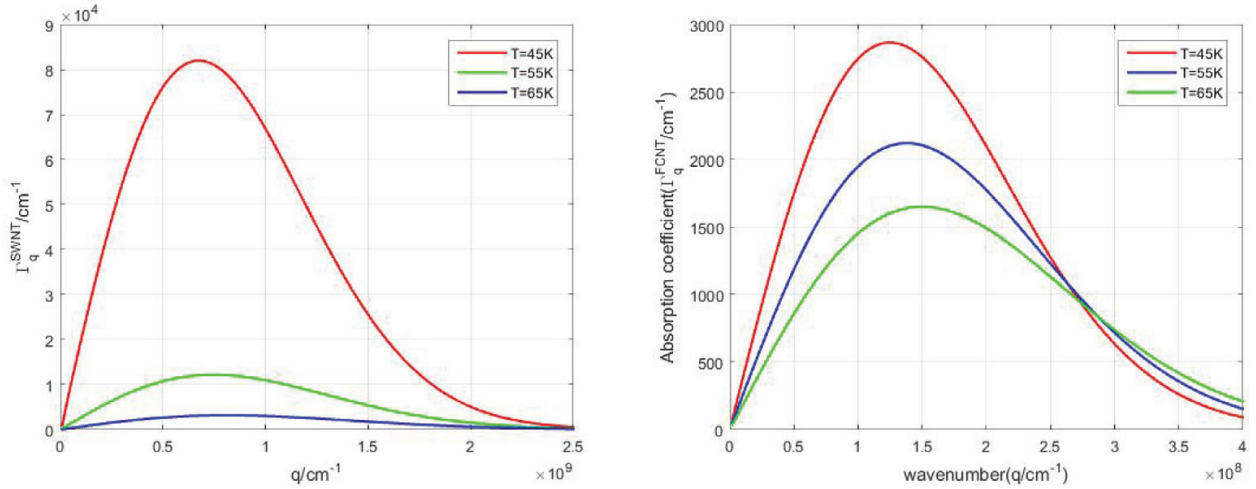 ×10⁴
9
8
7
6
5
4
3
2
1
0
Γ_q^SWNT/cm⁻¹
T=45K
T=55K
T=65K
0 0.5 1 1.5 2 2.5
q/cm⁻¹
×10⁹
3000
2500
2000
1500
1000
500
0
Absorption coefficient(Γ_q^FCNT/cm⁻¹)
T=45K
T=55K
T=65K
0 0.5 1 1.5 2 2.5 3 3.5 4
wavenumber(q/cm⁻¹)
×10⁸